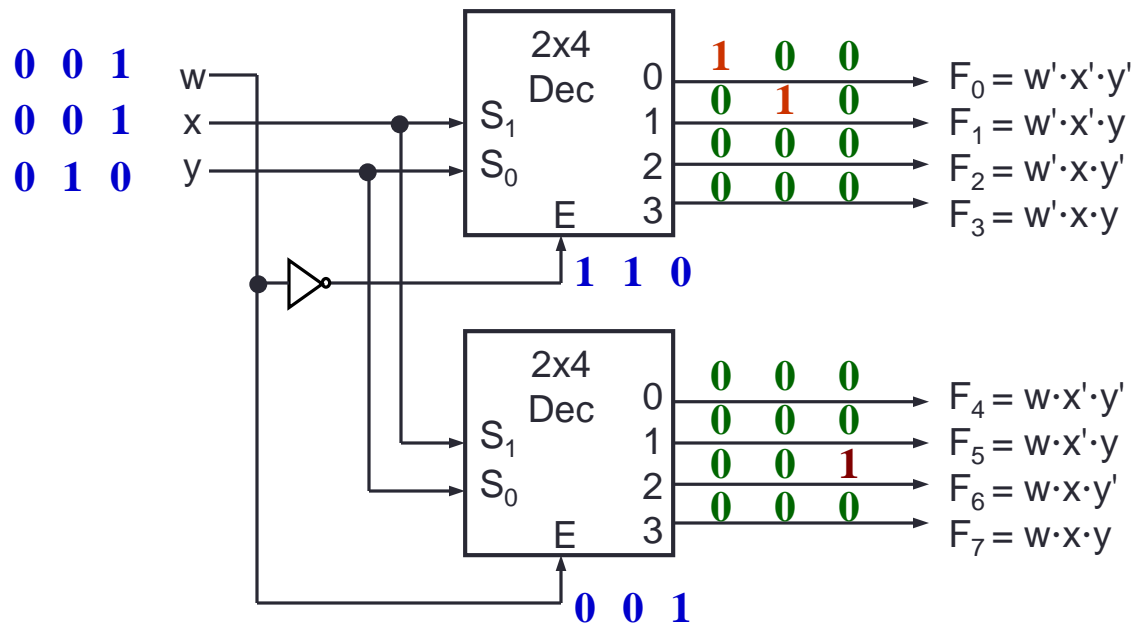 0 0 1 w
0 0 1 x
0 1 0 y
2x4
Dec
S1
S0
E
0 1 0 0 F0 = w'·x'·y'
1 0 1 0 F1 = w'·x'·y
2 0 0 0 F2 = w'·x·y'
3 0 0 0 F3 = w'·x·y
1 1 0
2x4
Dec
S1
S0
E
0 0 0 0 F4 = w·x'·y'
1 0 0 0 F5 = w·x'·y
2 0 0 1 F6 = w·x·y'
3 0 0 0 F7 = w·x·y
0 0 1